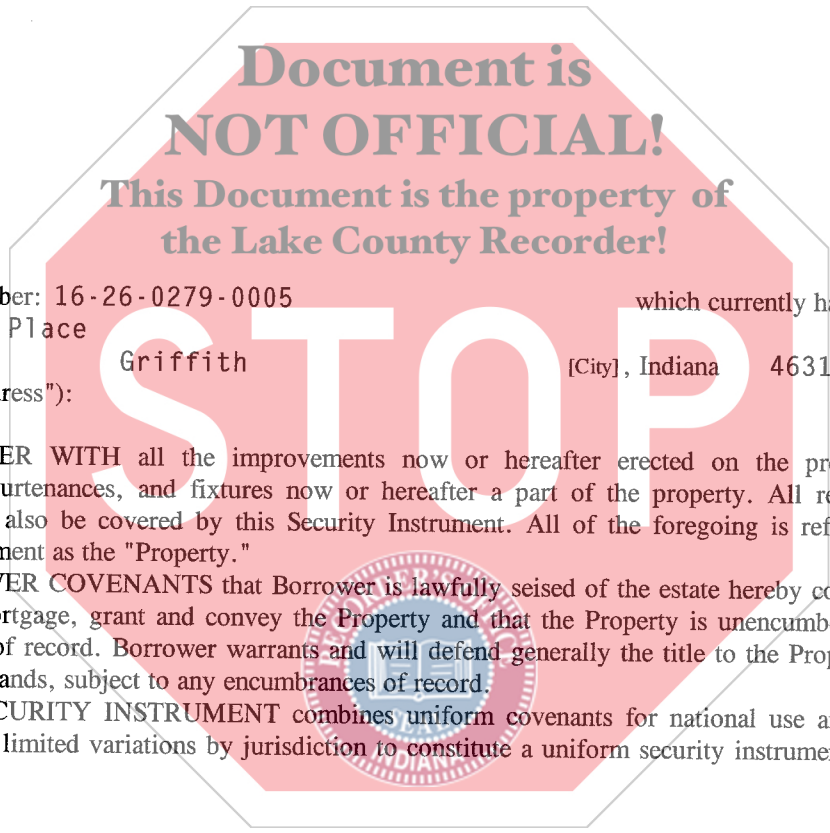 Document is
NOT OFFICIAL!
This Document is the property of
the Lake County Recorder!
STOP
ber: 16-26-0279-0005 which currently ha
Place
Griffith [City], Indiana 4631
ress"):
ER WITH all the improvements now or hereafter erected on the pro
urtenances, and fixtures now or hereafter a part of the property. All re
also be covered by this Security Instrument. All of the foregoing is ref
ment as the "Property."
VER COVENANTS that Borrower is lawfully seised of the estate hereby co
rtgage, grant and convey the Property and that the Property is unencumb
of record. Borrower warrants and will defend generally the title to the Prop
ands, subject to any encumbrances of record.
CURITY INSTRUMENT combines uniform covenants for national use a
limited variations by jurisdiction to constitute a uniform security instrume
INDIANA